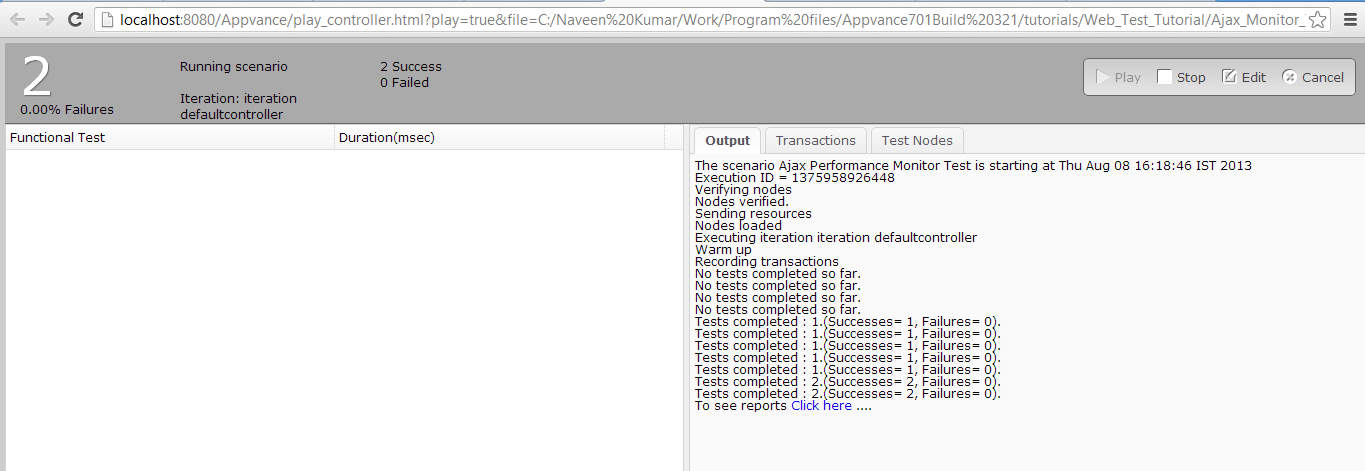 localhost:8080/Appvance/play_controller.html?play=true&file=C:/Naveen%20Kumar/Work/Program%20files/Appvance701Build%20321/tutorials/Web_Test_Tutorial/Ajax_Monitor_
2
0.00% Failures
Running scenario
Iteration: iteration
defaultcontroller
2 Success
0 Failed
Play Stop Edit Cancel
Functional Test Duration(msec)
Output Transactions Test Nodes
The scenario Ajax Performance Monitor Test is starting at Thu Aug 08 16:18:46 IST 2013
Execution ID = 1375958926448
Verifying nodes
Nodes verified.
Sending resources
Nodes loaded
Executing iteration iteration defaultcontroller
Warm up
Recording transactions
No tests completed so far.
No tests completed so far.
No tests completed so far.
No tests completed so far.
Tests completed : 1.(Successes= 1, Failures= 0).
Tests completed : 1.(Successes= 1, Failures= 0).
Tests completed : 1.(Successes= 1, Failures= 0).
Tests completed : 1.(Successes= 1, Failures= 0).
Tests completed : 1.(Successes= 1, Failures= 0).
Tests completed : 2.(Successes= 2, Failures= 0).
Tests completed : 2.(Successes= 2, Failures= 0).
To see reports Click here ....